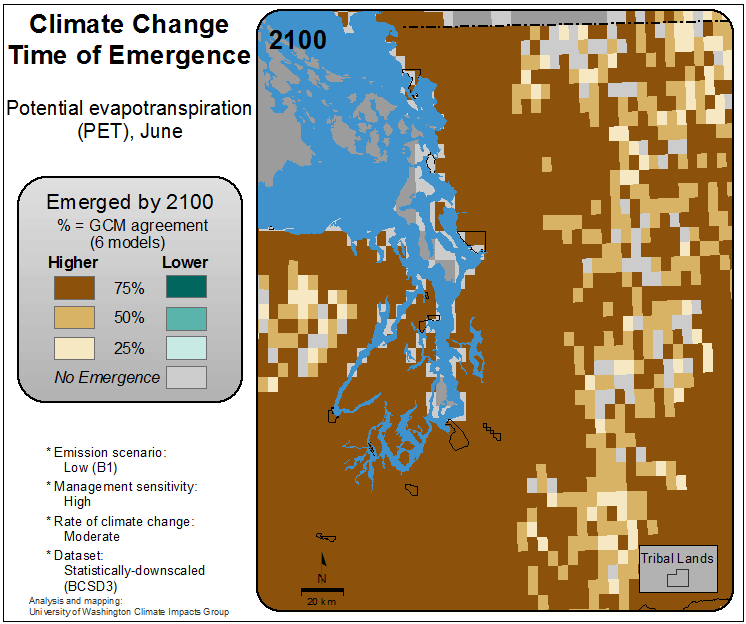 Climate Change
Time of Emergence
Potential evapotranspiration
(PET), June
Emerged by 2100
% = GCM agreement
(6 models)
Higher Lower
75%
50%
25%
No Emergence
* Emission scenario:
Low (B1)
* Management sensitivity:
High
* Rate of climate change:
Moderate
* Dataset:
Statistically-downscaled
(BCSD3)
Analysis and mapping:
University of Washington Climate Impacts Group
2100
N
20 km
Tribal Lands